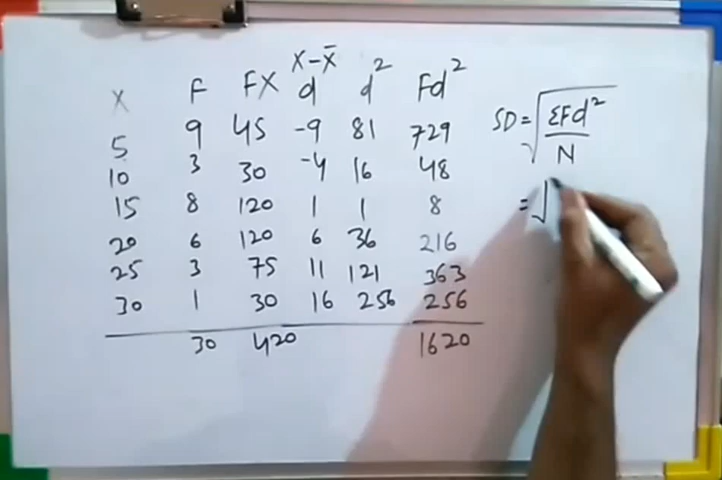 X F FX X-x̄ d d² Fd²
5 9 45 -9 81 729
10 3 30 -4 16 48
15 8 120 1 1 8
20 6 120 6 36 216
25 3 75 11 121 363
30 1 30 16 256 256
30 420 1620
SD = √ΣFd²/N
= √